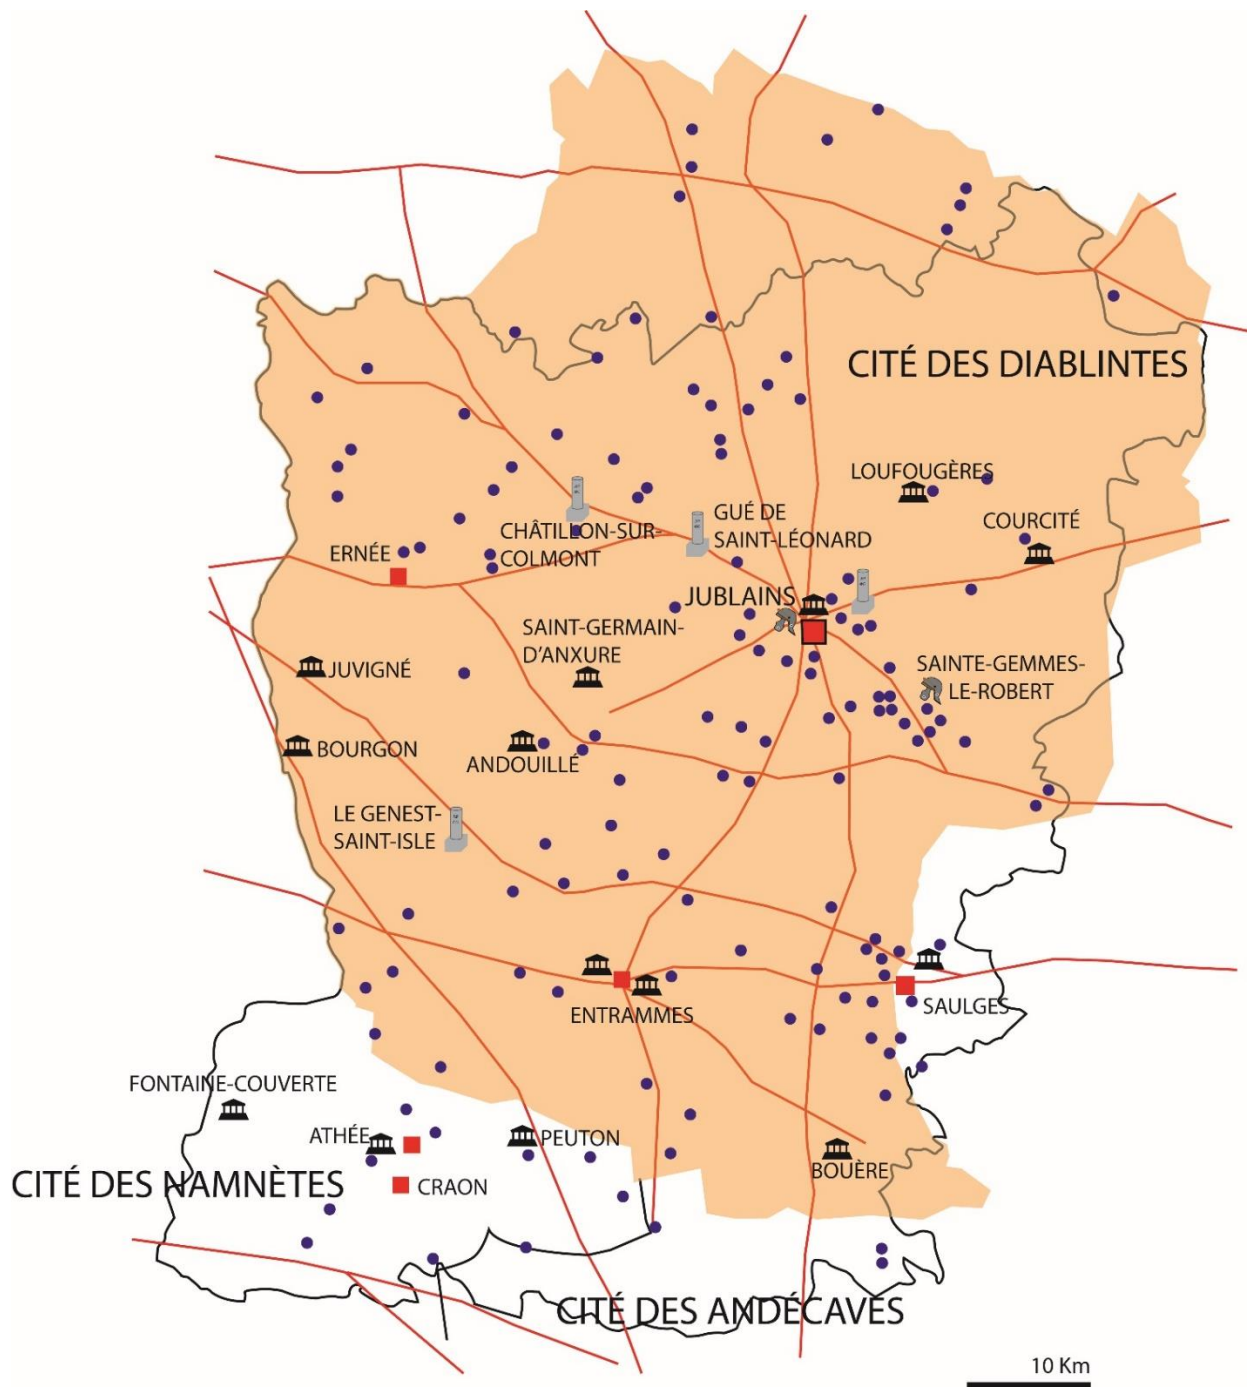 CITÉ DES DIABLINTES
LOUFOUGÈRES
COURCITÉ
GUÉ DE
SAINT-LÉONARD
CHÂTILLON-SUR-
COLMONT
ERNÉE
JUBLAINS
SAINT-GERMAIN-
D'ANXURE
SAINTE-GEMMES-
LE-ROBERT
JUVIGNÉ
BOURGON
ANDOUILLÉ
LE GENEST-
SAINT-ISLE
ENTRAMMES
SAULGES
FONTAINE-COUVERTE
ATHÉE
PEUTON
BOUÈRE
CITÉ DES NAMNÈTES
CRAON
CITÉ DES ANDÉCAVES
10 Km